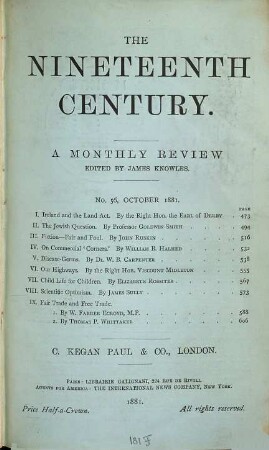 THE
NINETEENTH
CENTURY.
A MONTHLY REVIEW
EDITED BY JAMES KNOWLES.
No. 56, OCTOBER 1881.
PAGE
I. Ireland and the Land Act. By the Right Hon. the EARL OF DERBY . 473
II. The Jewish Question. By Professor GOLDWIN SMITH . 494
III. Fiction—Fair and Foul. By JOHN RUSKIN . 516
IV. On Commercial 'Corners.' By WILLIAM E. HALSEED . 532
V. Disease-Germs. By Dr. W. B. CARPENTER . 538
VI. Our Highways. By the Right Hon. VISCOUNT MIDLETON . 555
VII. Child Life for Children. By ELIZABETH ROSSITER . 567
VIII. Scientific Optimism. By JAMES SULLY . 573
IX. Fair Trade and Free Trade.
1. By W. FARRER ECROYD, M.P. . 588
2. By THOMAS P. WHITTAKER . 606
C. KEGAN PAUL & CO., LONDON.
PARIS: LIBRAIRIE GALIGNANI, 224 RUE DE RIVOLI.
AGENTS FOR AMERICA: THE INTERNATIONAL NEWS COMPANY, NEW YORK.
1881.
Price Half-a-Crown. All rights reserved.